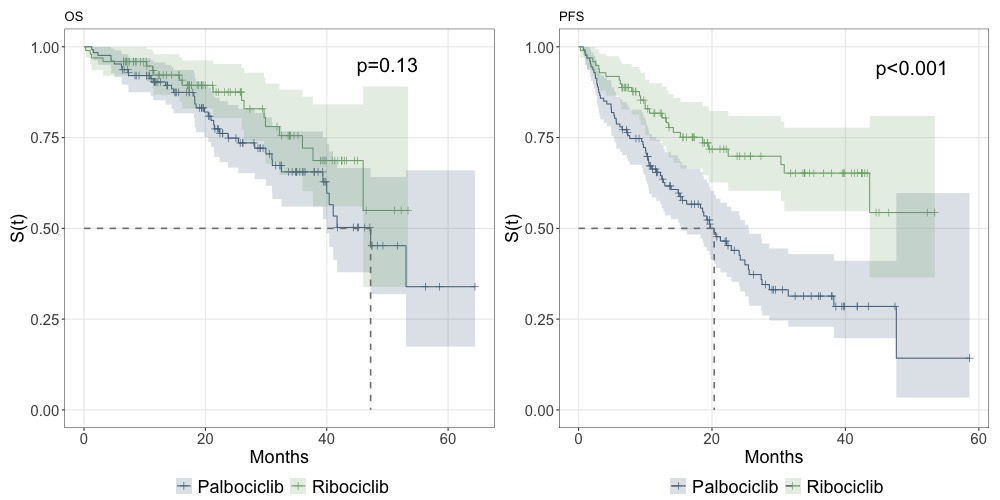 OS
1.00
0.75
0.50
0.25
0.00
S(t)
p=0.13
0 20 40 60
Months
Palbociclib Ribociclib
PFS
1.00
0.75
0.50
0.25
0.00
S(t)
p<0.001
0 20 40 60
Months
Palbociclib Ribociclib